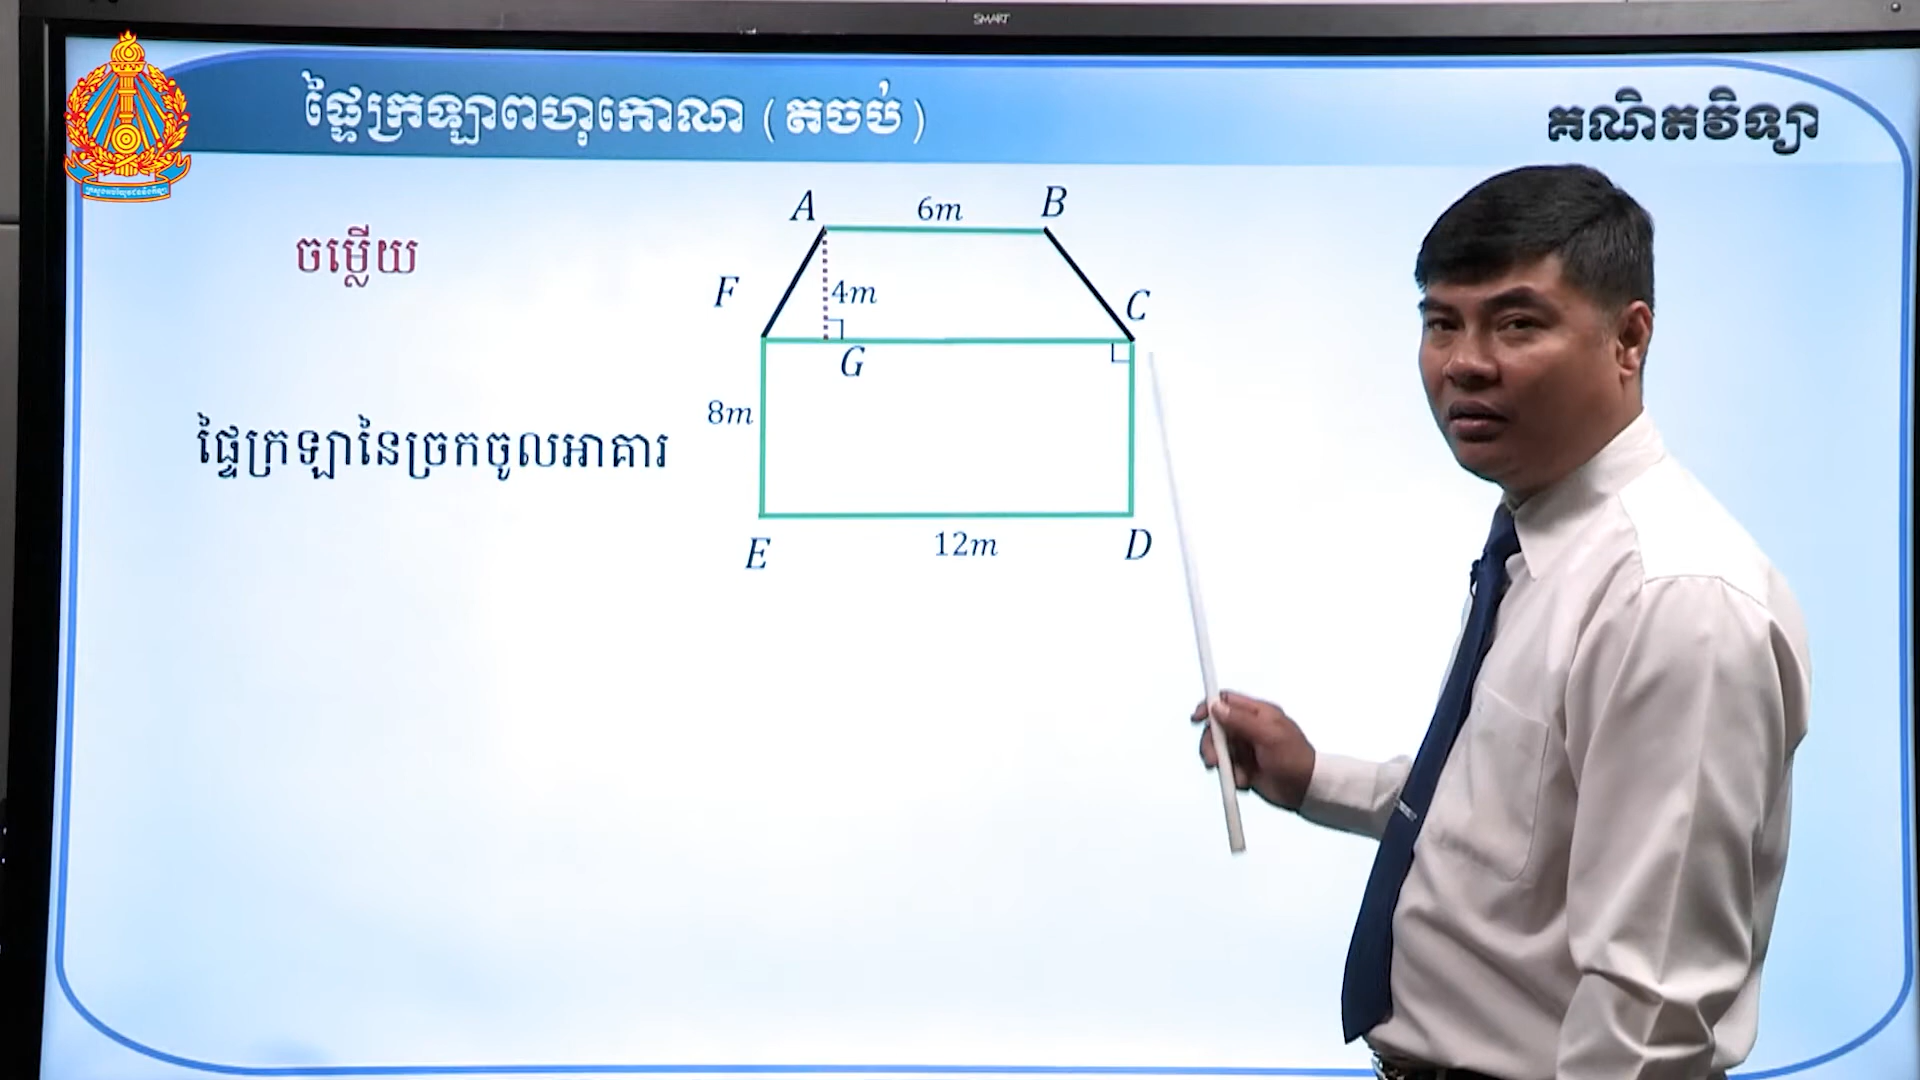 SMART
ផ្ទៃក្រឡាពហុកោណ (តចប់)
គណិតវិទ្យា
ចម្លើយ
A
6m
B
F
4m
C
G
8m
ផ្ទៃក្រឡានៃច្រកចូលអាគារ
E
12m
D